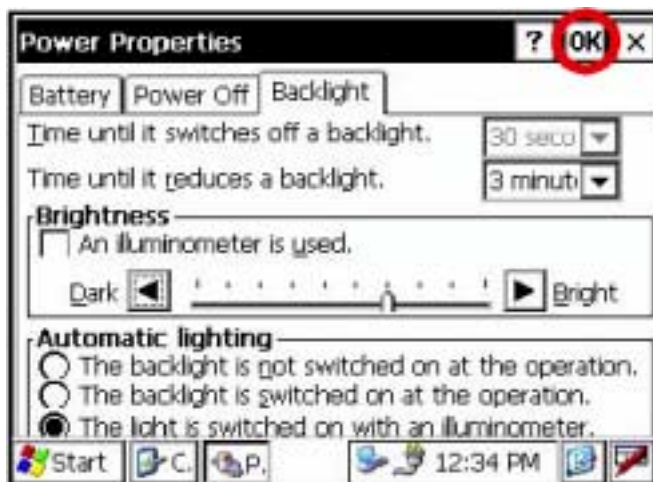 Power Properties ? OK ×
Battery Power Off Backlight
Time until it switches off a backlight. 30 seco
Time until it reduces a backlight. 3 minut
Brightness
An illuminometer is used.
Dark Bright
Automatic lighting
The backlight is not switched on at the operation.
The backlight is switched on at the operation.
The light is switched on with an illuminometer.
Start C. P. 12:34 PM